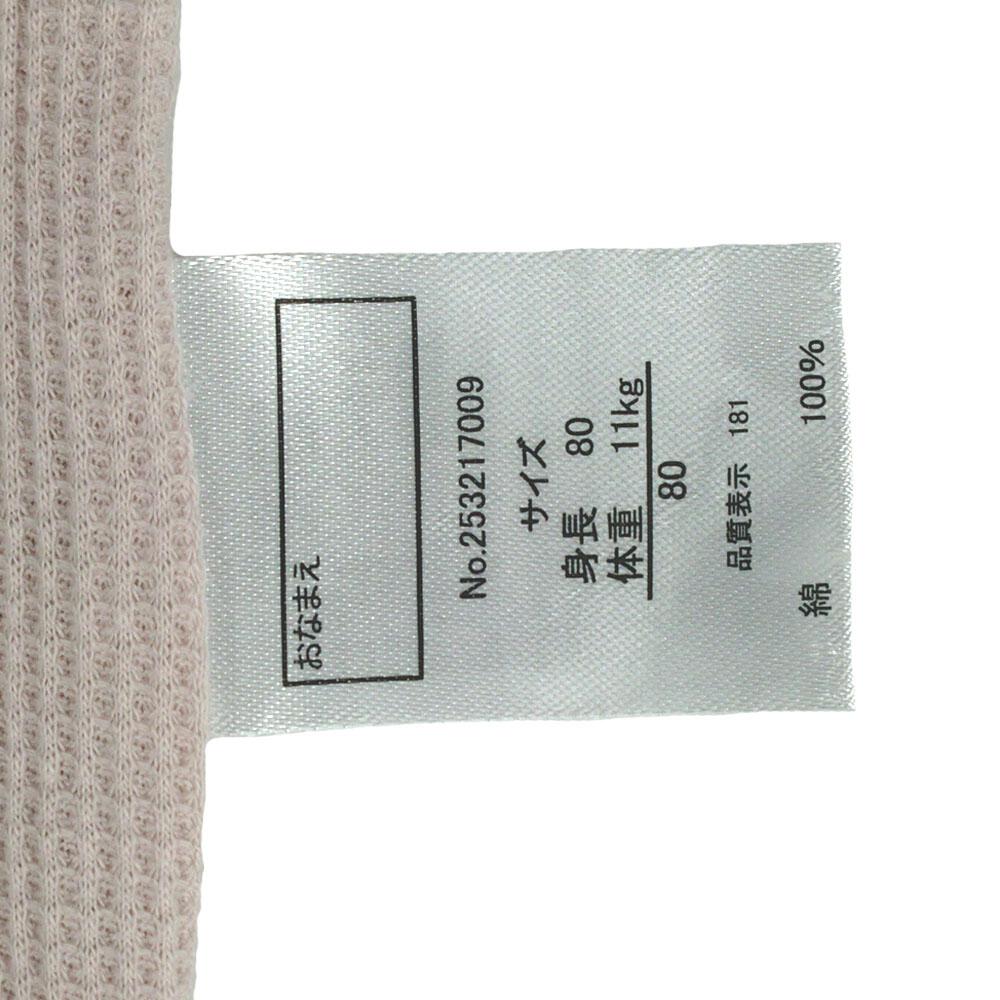 おなまえ
No.253217009
サイズ
身長 80
体重 11kg
80
品質表示 181
綿 100%